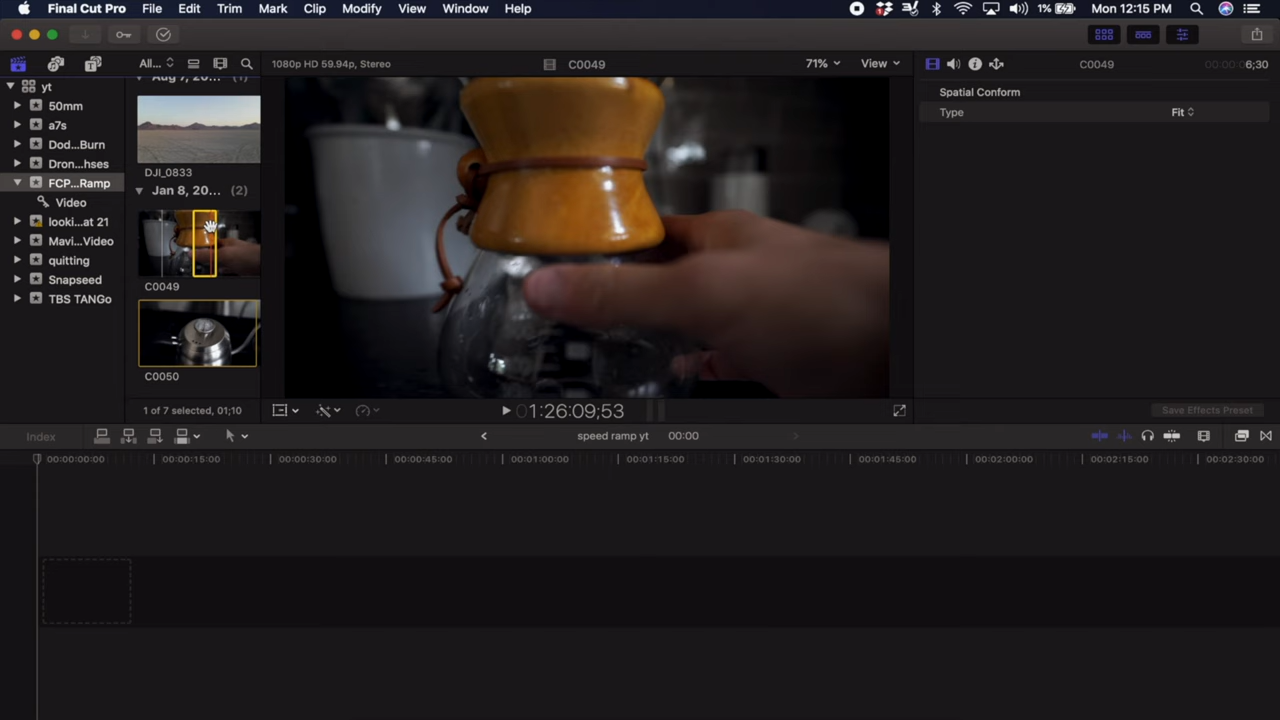 Final Cut Pro File Edit Trim Mark Clip Modify View Window Help 1% Mon 12:15 PM
All... 1080p HD 59.94p, Stereo C0049 71% View C0049 6;30
yt
50mm
a7s
Dod...Burn
Dron...hses
FCP...Ramp
Video
looki...at 21
Mavi...Video
quitting
Snapseed
TBS TANGo
Aug 7, 20... (1)
DJI_0833
Jan 8, 20... (2)
C0049
C0050
1 of 7 selected, 01;10
01:26:09;53
Spatial Conform
Type Fit
Save Effects Preset
Index speed ramp yt 00:00
00:00:00:00 00:00:15:00 00:00:30:00 00:00:45:00 00:01:00:00 00:01:15:00 00:01:30:00 00:01:45:00 00:02:00:00 00:02:15:00 00:02:30:00